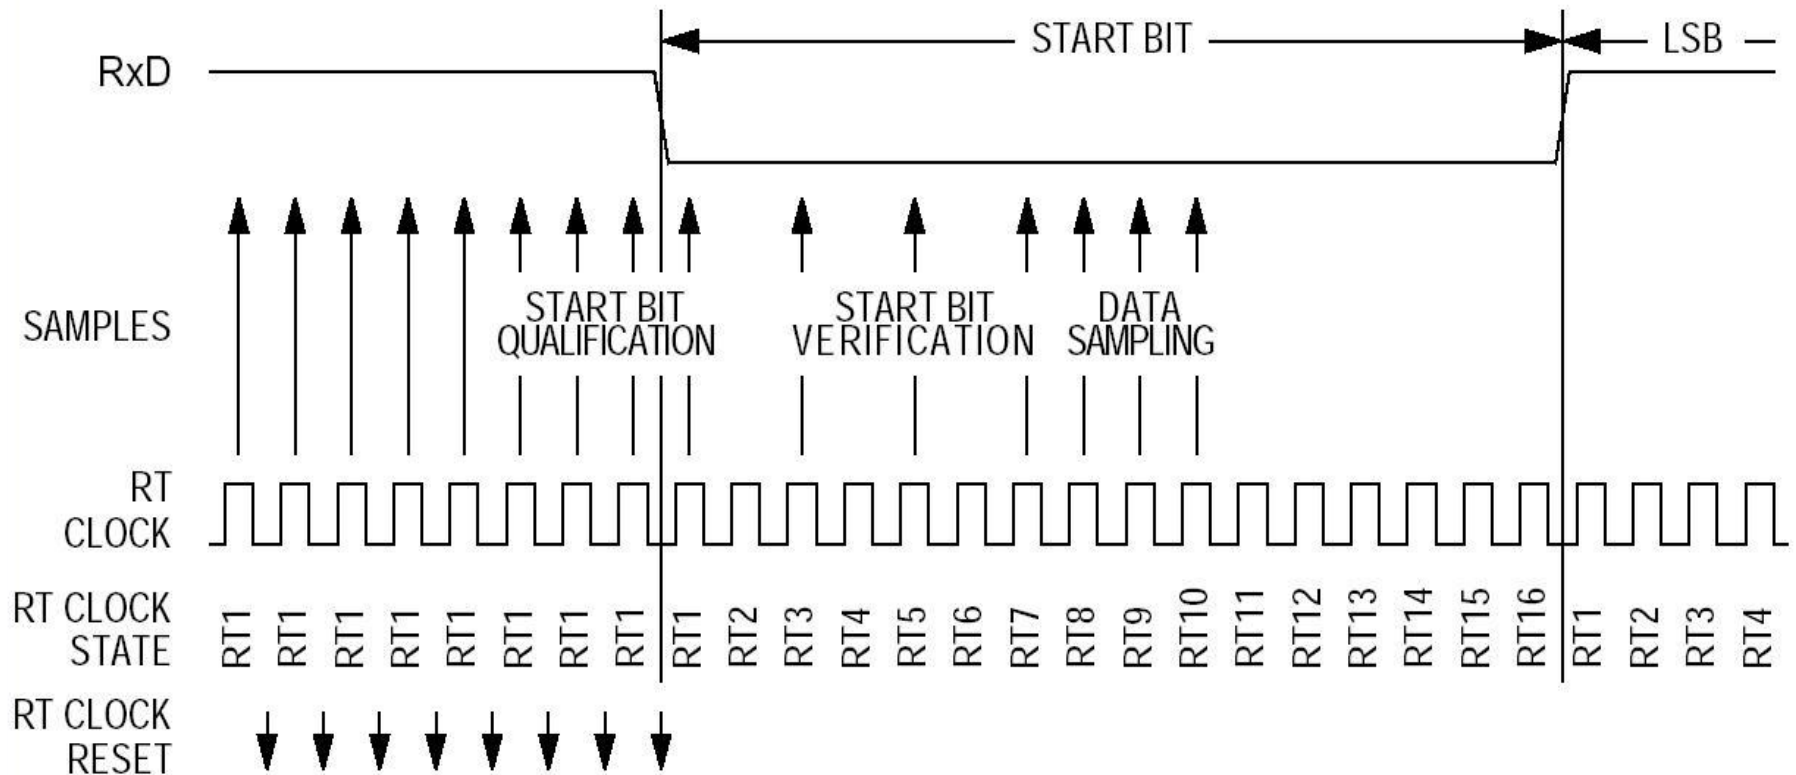 START BIT
LSB
RxD
SAMPLES
START BIT
QUALIFICATION
START BIT
VERIFICATION
DATA
SAMPLING
RT
CLOCK
RT CLOCK
STATE
RT1
RT1
RT1
RT1
RT1
RT1
RT1
RT1
RT1
RT2
RT3
RT4
RT5
RT6
RT7
RT8
RT9
RT10
RT11
RT12
RT13
RT14
RT15
RT16
RT1
RT2
RT3
RT4
RT CLOCK
RESET